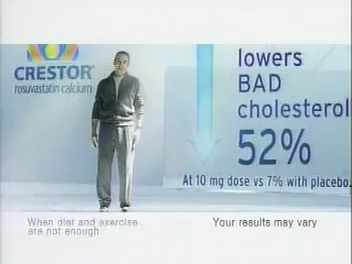 CRESTOR®
rosuvastatin calcium
lowers
BAD
cholesterol
52%
At 10 mg dose vs 7% with placebo.
When diet and exercise
are not enough
Your results may vary